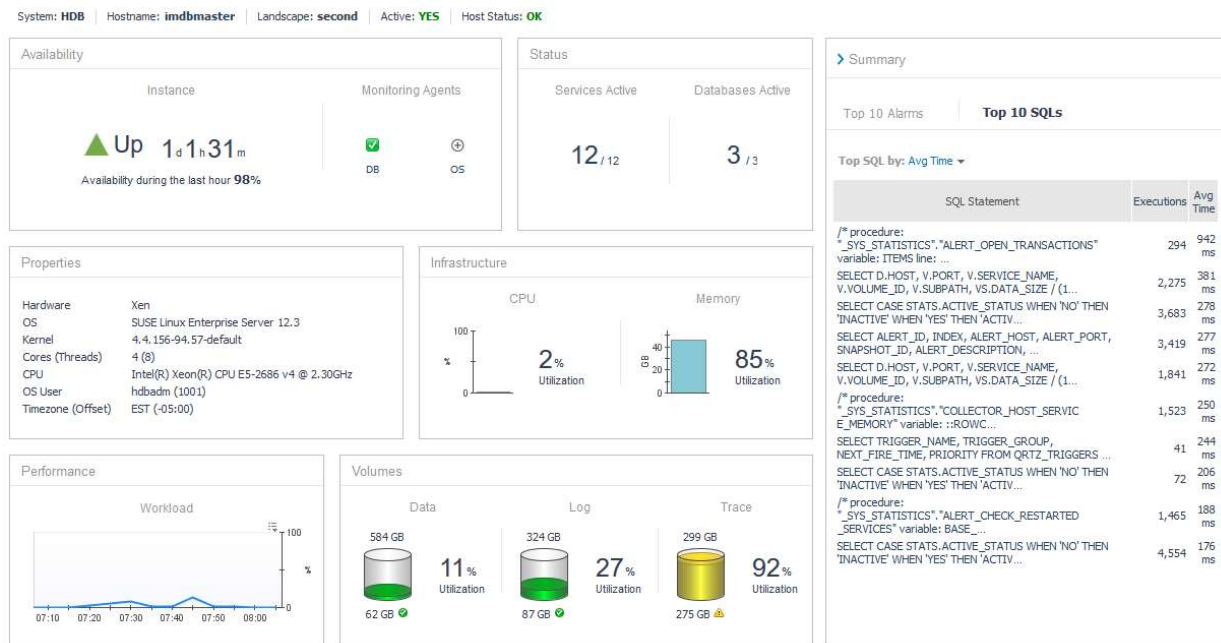 System: HDB | Hostname: imdbmaster | Landscape: second | Active: YES | Host Status: OK
Availability
Instance
Monitoring Agents
Up 1d1h31m
Availability during the last hour 98%
DB
OS
Status
Services Active
Databases Active
12 / 12
3 / 3
Properties
Hardware Xen
OS SUSE Linux Enterprise Server 12.3
Kernel 4.4.156-94.57-default
Cores (Threads) 4 (8)
CPU Intel(R) Xeon(R) CPU E5-2686 v4 @ 2.30GHz
OS User hdbadm (1001)
Timezone (Offset) EST (-05:00)
Infrastructure
CPU
Memory
100
%
0
2%
Utilization
40
GB
20
0
85%
Utilization
Performance
Workload
100
%
0
07:10 07:20 07:30 07:40 07:50 08:00
Volumes
Data
Log
Trace
584 GB
11%
Utilization
62 GB
324 GB
27%
Utilization
87 GB
299 GB
92%
Utilization
275 GB
Summary
Top 10 Alarms
Top 10 SQLs
Top SQL by: Avg Time
SQL Statement Executions Avg
Time
/* procedure:
"_SYS_STATISTICS"."ALERT_OPEN_TRANSACTIONS"
variable: ITEMS line: ...
294 942
ms
SELECT D.HOST, V.PORT, V.SERVICE_NAME,
V.VOLUME_ID, V.SUBPATH, VS.DATA_SIZE / (1...
2,275 381
ms
SELECT CASE STATS.ACTIVE_STATUS WHEN 'NO' THEN
'INACTIVE' WHEN 'YES' THEN 'ACTIV...
3,683 278
ms
SELECT ALERT_ID, INDEX, ALERT_HOST, ALERT_PORT,
SNAPSHOT_ID, ALERT_DESCRIPTION, ...
3,419 277
ms
SELECT D.HOST, V.PORT, V.SERVICE_NAME,
V.VOLUME_ID, V.SUBPATH, VS.DATA_SIZE / (1...
1,841 272
ms
/* procedure:
"_SYS_STATISTICS"."COLLECTOR_HOST_SERVIC
E_MEMORY" variable: ::ROWC...
1,523 250
ms
SELECT TRIGGER_NAME, TRIGGER_GROUP,
NEXT_FIRE_TIME, PRIORITY FROM QRTZ_TRIGGERS ...
41 244
ms
SELECT CASE STATS.ACTIVE_STATUS WHEN 'NO' THEN
'INACTIVE' WHEN 'YES' THEN 'ACTIV...
72 206
ms
/* procedure:
"_SYS_STATISTICS"."ALERT_CHECK_RESTARTED
_SERVICES" variable: BASE_...
1,465 188
ms
SELECT CASE STATS.ACTIVE_STATUS WHEN 'NO' THEN
'INACTIVE' WHEN 'YES' THEN 'ACTIV...
4,554 176
ms